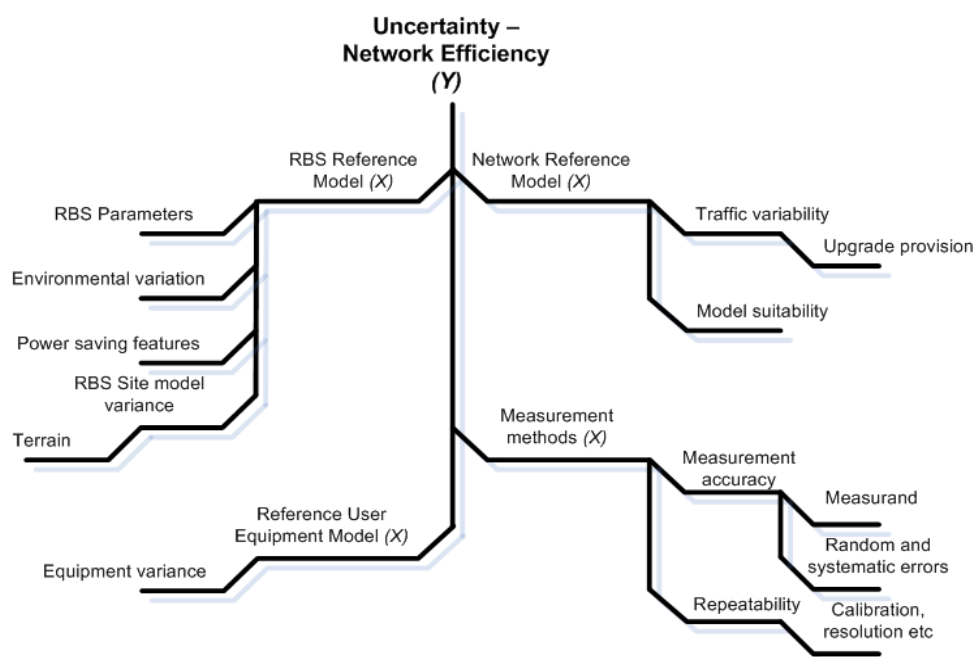 Uncertainty –
Network Efficiency
(Y)
RBS Reference
Model (X)
Network Reference
Model (X)
RBS Parameters
Traffic variability
Upgrade provision
Environmental variation
Model suitability
Power saving features
RBS Site model
variance
Terrain
Measurement
methods (X)
Measurement
accuracy
Measurand
Random and
systematic errors
Reference User
Equipment Model (X)
Equipment variance
Repeatability
Calibration,
resolution etc